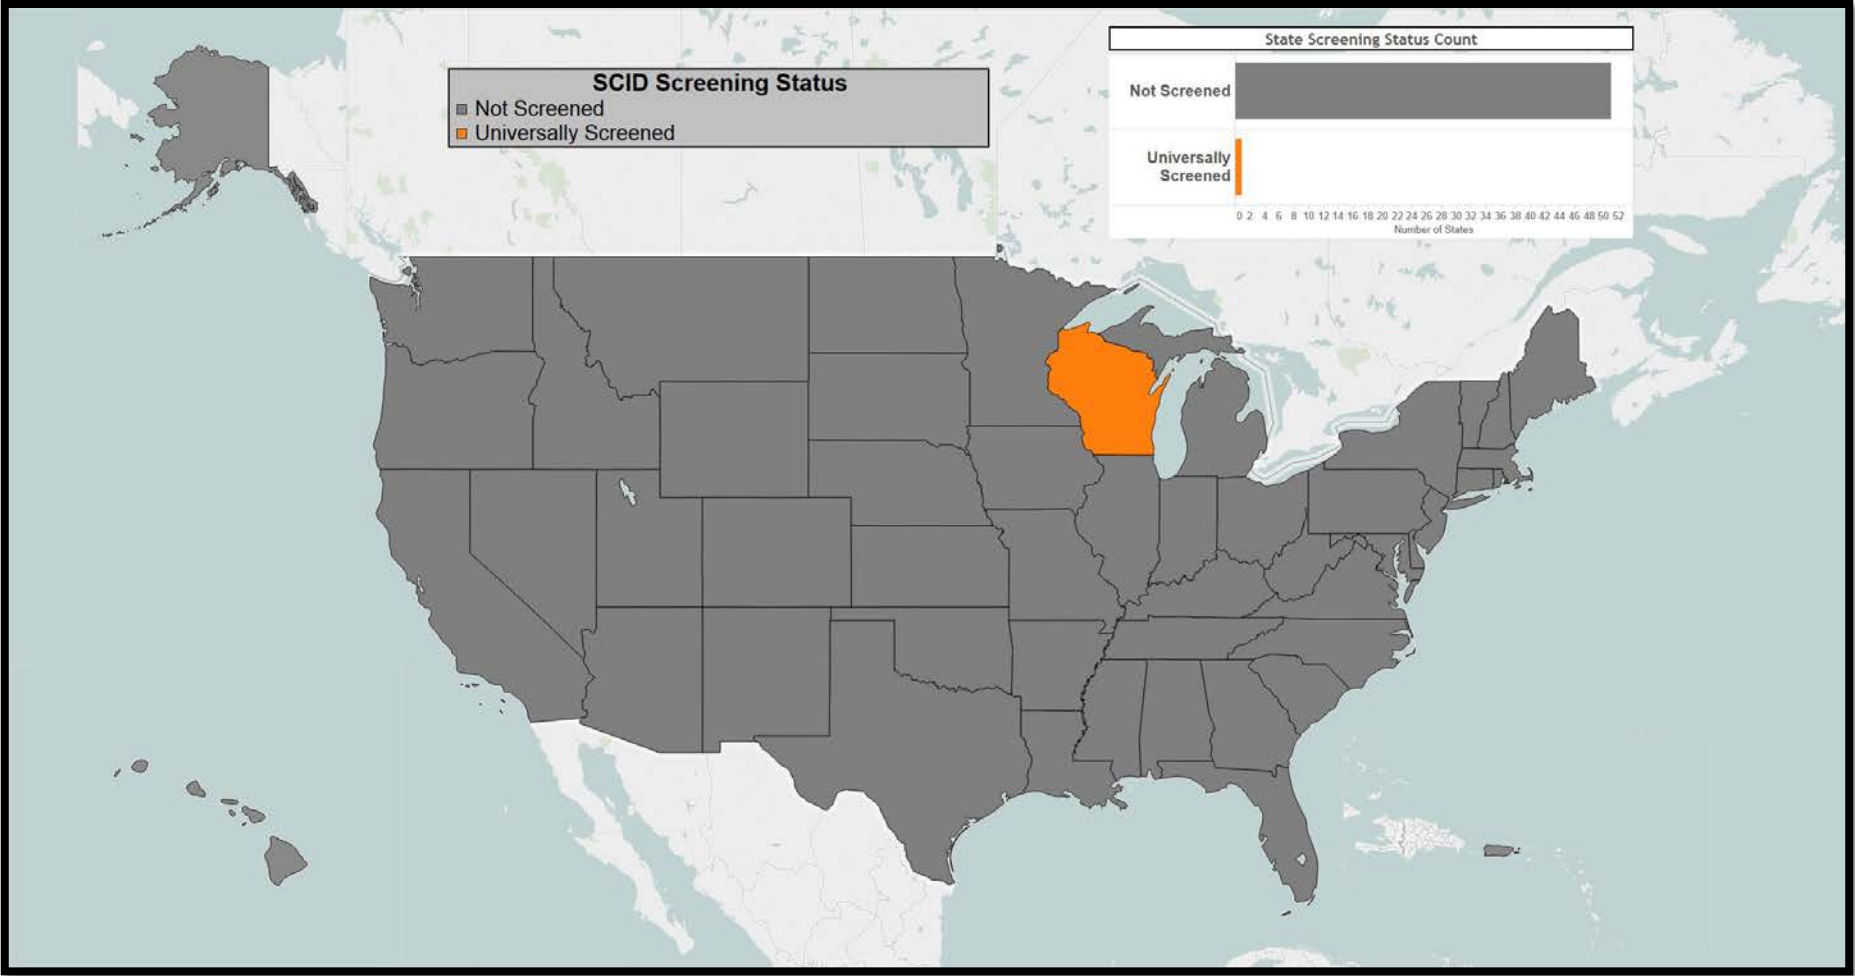 SCID Screening Status
Not Screened
Universally Screened
State Screening Status Count
Not Screened
Universally
Screened
0 2 4 6 8 10 12 14 16 18 20 22 24 26 28 30 32 34 36 38 40 42 44 46 48 50 52
Number of States